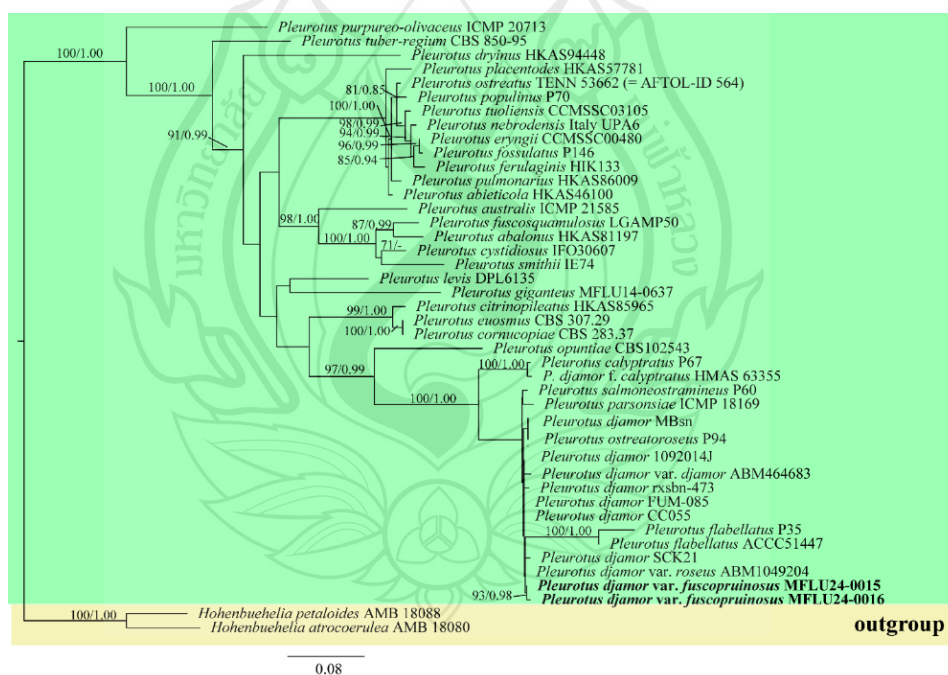 Pleurotus purpureo-olivaceus ICMP 20713
Pleurotus tuber-regium CBS 850-95
100/1.00
Pleurotus dryinus HKAS94448
Pleurotus placentodes HKAS57781
Pleurotus ostreatus TENN 53662 (= AFTOL-ID 564)
81/0.85
100/1.00
Pleurotus populinus P70
100/1.00
Pleurotus tuoliensis CCMSSC03105
98/0.99
Pleurotus nebrodensis Italy UPA6
94/0.99
91/0.99
Pleurotus eryngii CCMSSC00480
96/0.99
Pleurotus fossulatus P146
85/0.94
Pleurotus ferulaginis HIK133
Pleurotus pulmonarius HKAS86009
Pleurotus abieticola HKAS46100
Pleurotus australis ICMP 21585
98/1.00
87/0.99
Pleurotus fuscosquamulosus LGAMP50
Pleurotus abalonus HKAS81197
100/1.00
71/-
Pleurotus cystidiosus IFO30607
Pleurotus smithii IE74
Pleurotus levis DPL6135
Pleurotus giganteus MFLU14-0637
99/1.00
Pleurotus citrinopileatus HKAS85965
Pleurotus euosmus CBS 307.29
100/1.00
Pleurotus cornucopiae CBS 283.37
Pleurotus opuntiae CBS102543
97/0.99
100/1.00
Pleurotus calyptratus P67
P. djamor f. calyptratus HMAS 63355
100/1.00
Pleurotus salmoneostramineus P60
Pleurotus parsonsiae ICMP 18169
Pleurotus djamor MBsn
Pleurotus ostreatoroseus P94
Pleurotus djamor 1092014J
Pleurotus djamor var. djamor ABM464683
Pleurotus djamor rxsbn-473
Pleurotus djamor FUM-085
Pleurotus djamor CC055
100/1.00
Pleurotus flabellatus P35
Pleurotus flabellatus ACCC51447
Pleurotus djamor SCK21
Pleurotus djamor var. roseus ABM1049204
Pleurotus djamor var. fuscopruinosus MFLU24-0015
93/0.98
Pleurotus djamor var. fuscopruinosus MFLU24-0016
100/1.00
Hohenbuehelia petaloides AMB 18088
Hohenbuehelia atrocoerulea AMB 18080
outgroup
0.08